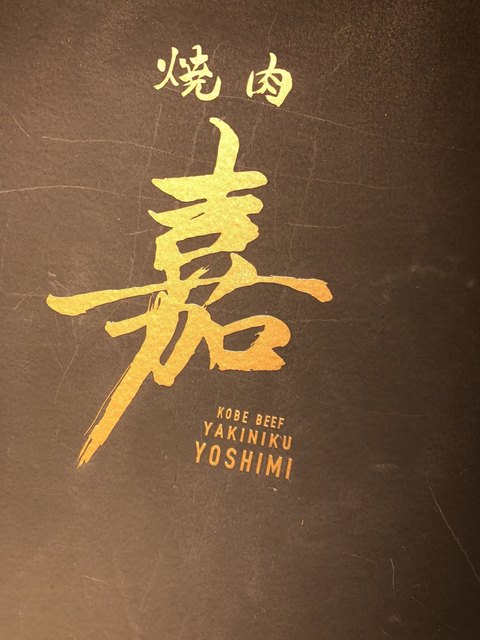 焼肉
嘉
KOBE BEEF
YAKINIKU
YOSHIMI